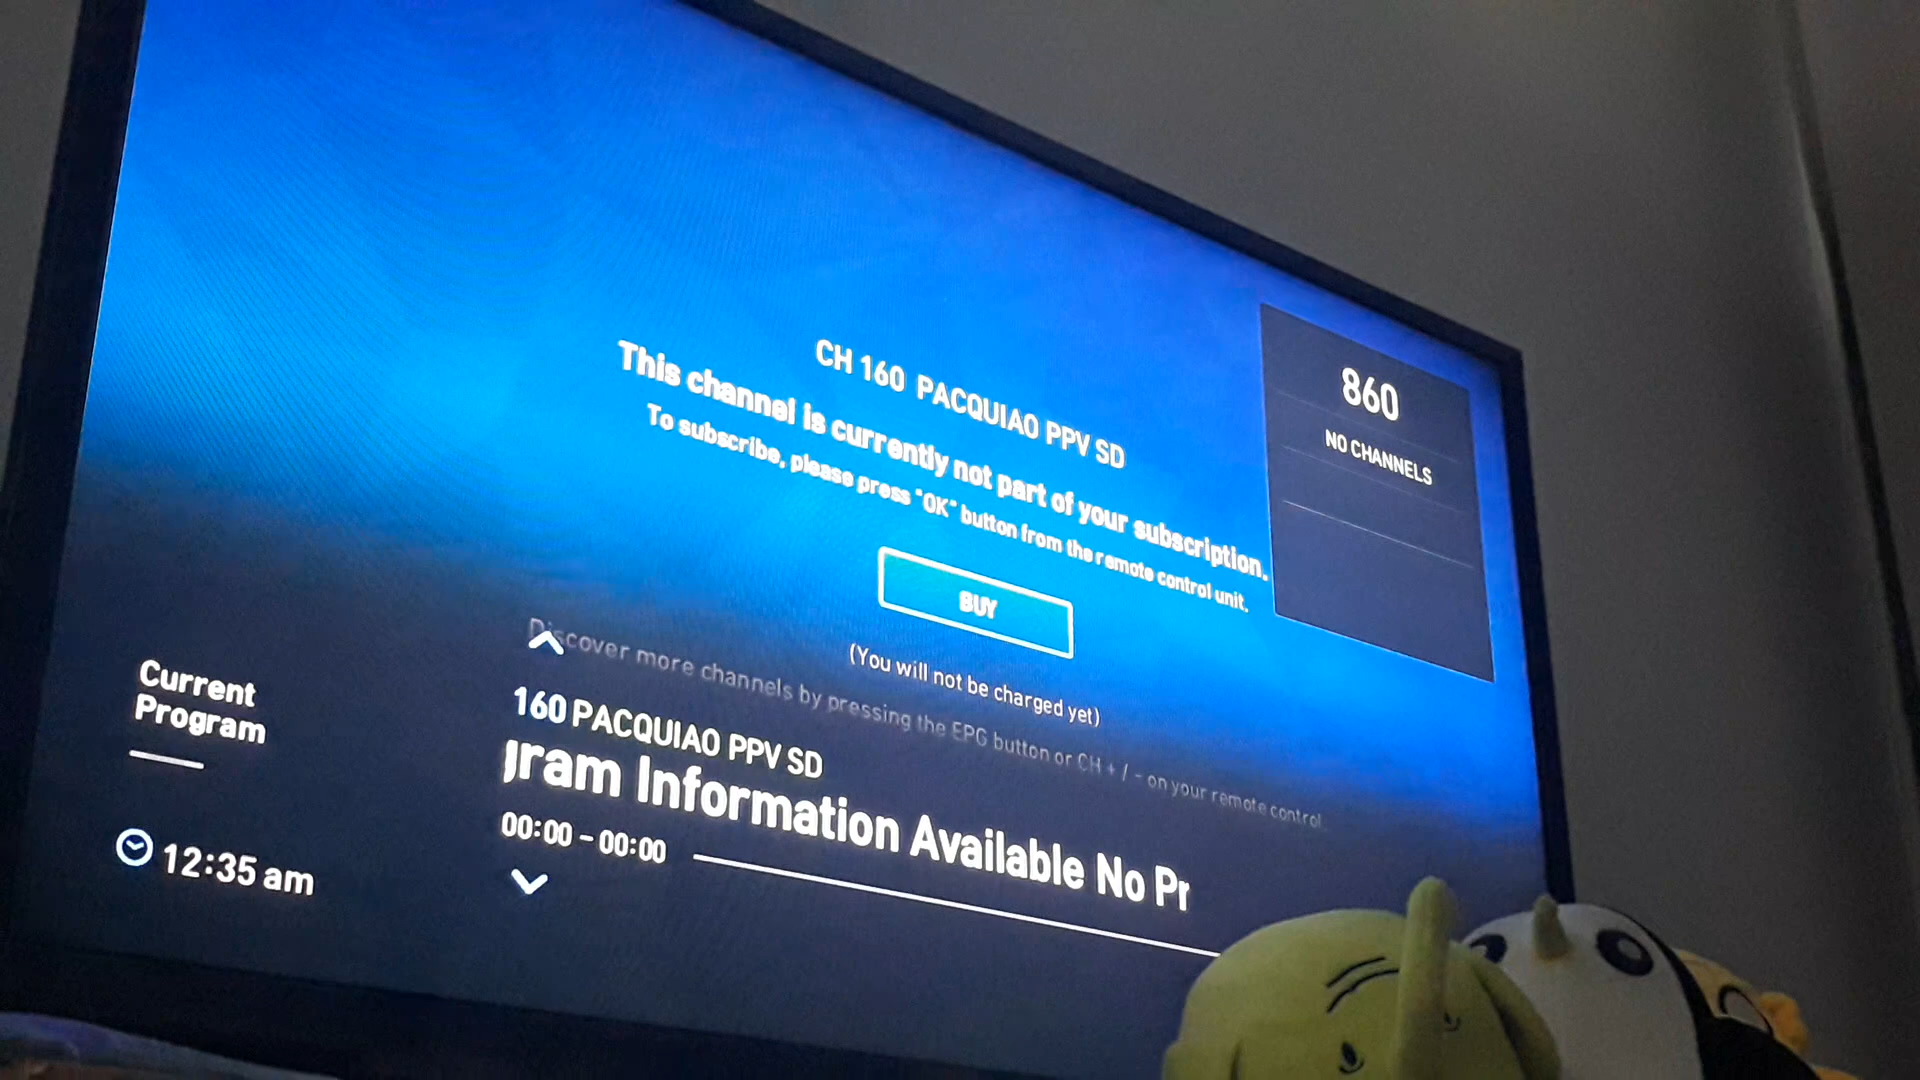 CH 160 PACQUIAO PPV SD
This channel is currently not part of your subscription.
To subscribe, please press "OK" button from the remote control unit.
BUY
(You will not be charged yet)
Discover more channels by pressing the EPG button or CH + / - on your remote control
860
NO CHANNELS
Current
Program
12:35 am
160 PACQUIAO PPV SD
gram Information Available No Pr
00:00 - 00:00